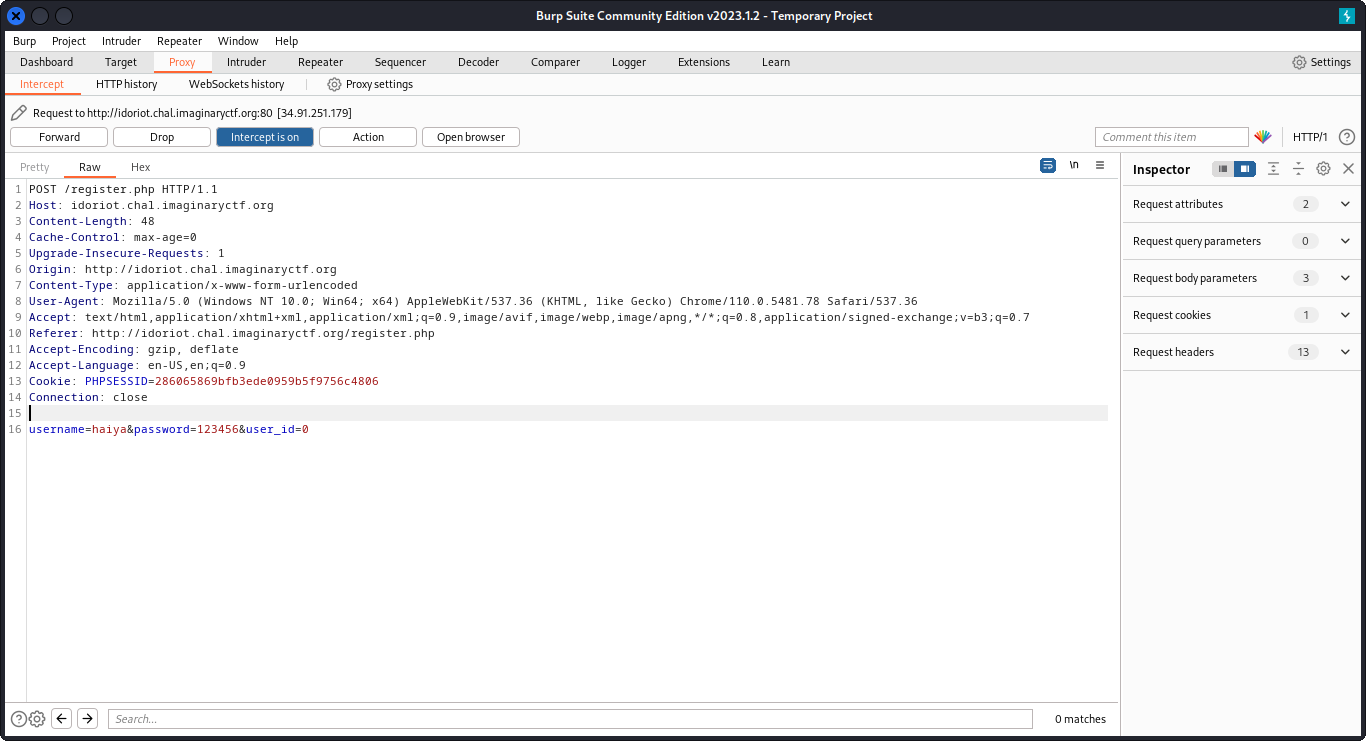 Burp Suite Community Edition v2023.1.2 - Temporary Project
Burp Project Intruder Repeater Window Help
Dashboard Target Proxy Intruder Repeater Sequencer Decoder Comparer Logger Extensions Learn Settings
Intercept HTTP history WebSockets history Proxy settings
Request to http://idoriot.chal.imaginaryctf.org:80 [34.91.251.179]
Forward Drop Intercept is on Action Open browser Comment this item HTTP/1 ?
Pretty Raw Hex \n
Inspector
1 POST /register.php HTTP/1.1
2 Host: idoriot.chal.imaginaryctf.org
3 Content-Length: 48
4 Cache-Control: max-age=0
5 Upgrade-Insecure-Requests: 1
6 Origin: http://idoriot.chal.imaginaryctf.org
7 Content-Type: application/x-www-form-urlencoded
8 User-Agent: Mozilla/5.0 (Windows NT 10.0; Win64; x64) AppleWebKit/537.36 (KHTML, like Gecko) Chrome/110.0.5481.78 Safari/537.36
9 Accept: text/html,application/xhtml+xml,application/xml;q=0.9,image/avif,image/webp,image/apng,*/*;q=0.8,application/signed-exchange;v=b3;q=0.7
10 Referer: http://idoriot.chal.imaginaryctf.org/register.php
11 Accept-Encoding: gzip, deflate
12 Accept-Language: en-US,en;q=0.9
13 Cookie: PHPSESSID=286065869bfb3ede0959b5f9756c4806
14 Connection: close
15
16 username=haiya&password=123456&user_id=0
Request attributes 2
Request query parameters 0
Request body parameters 3
Request cookies 1
Request headers 13
? Search... 0 matches